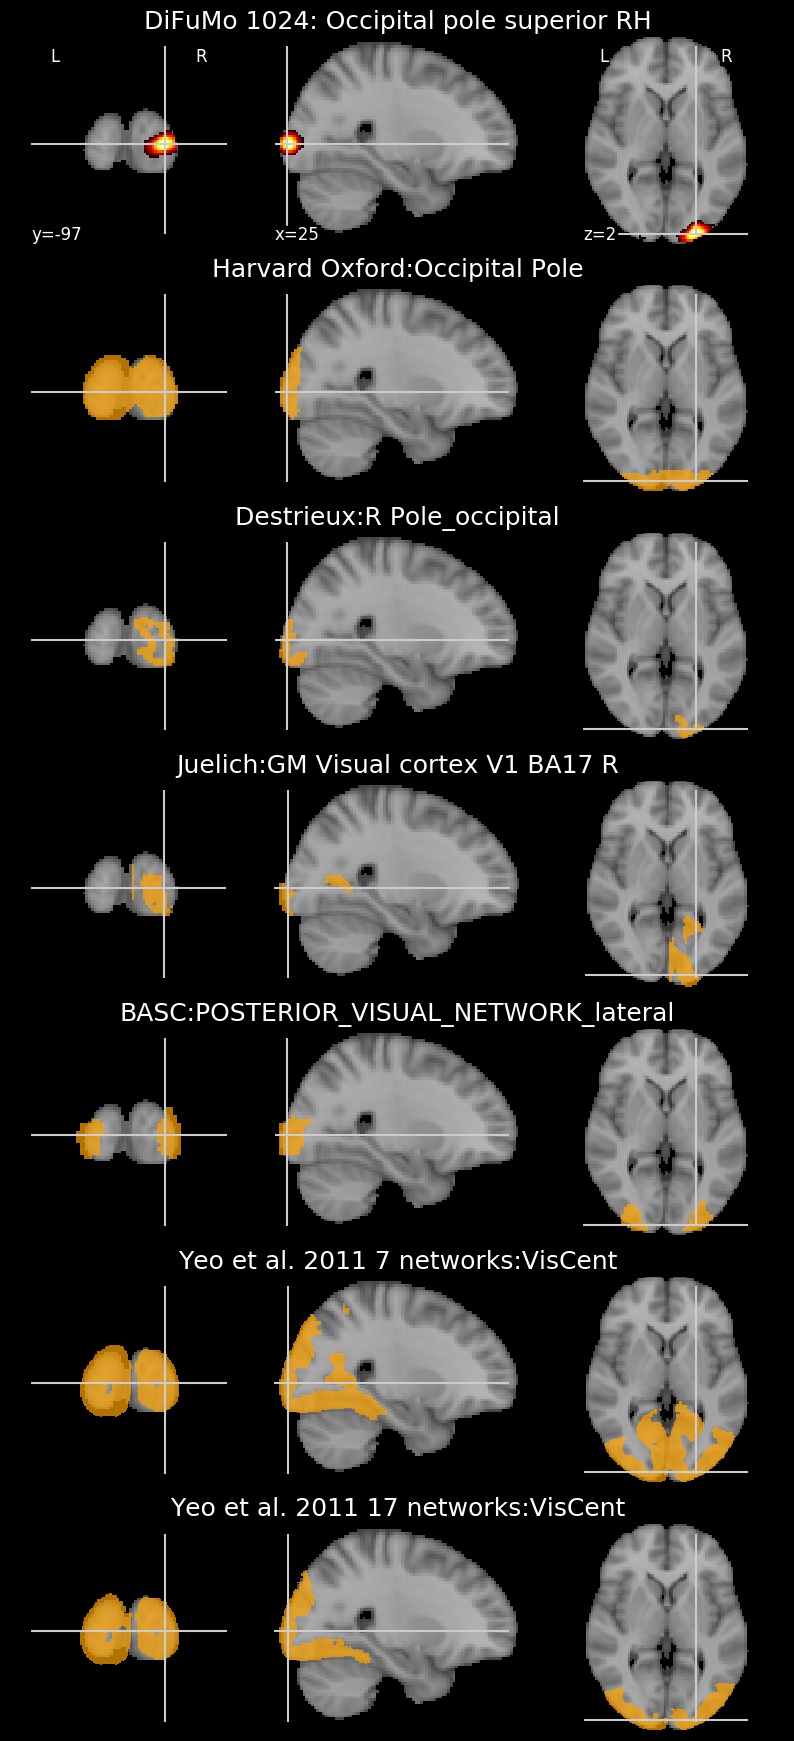 DiFuMo 1024: Occipital pole superior RH
L R L R
y=-97 x=25 z=2
Harvard Oxford:Occipital Pole
Destrieux:R Pole_occipital
Juelich:GM Visual cortex V1 BA17 R
BASC:POSTERIOR_VISUAL_NETWORK_lateral
Yeo et al. 2011 7 networks:VisCent
Yeo et al. 2011 17 networks:VisCent